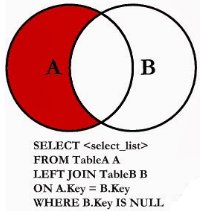 A B
SELECT <select_list>
FROM TableA A
LEFT JOIN TableB B
ON A.Key = B.Key
WHERE B.Key IS NULL